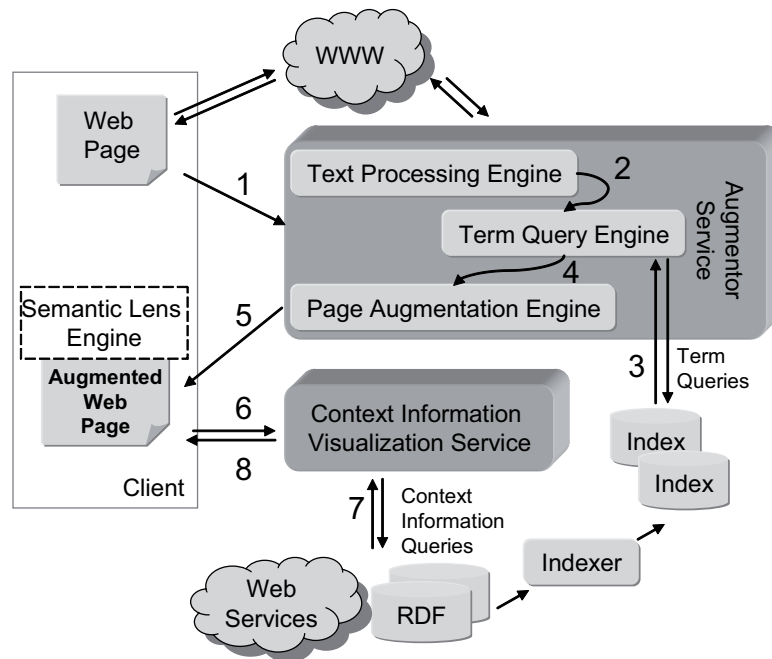 WWW
Web
Page
1
Text Processing Engine
2
Term Query Engine
Augmentor
Service
4
Page Augmentation Engine
Semantic Lens
Engine
5
3
Term
Queries
Augmented
Web
Page
6
8
Context Information
Visualization Service
Index
Index
Client
7
Context
Information
Queries
Indexer
Web
Services
RDF